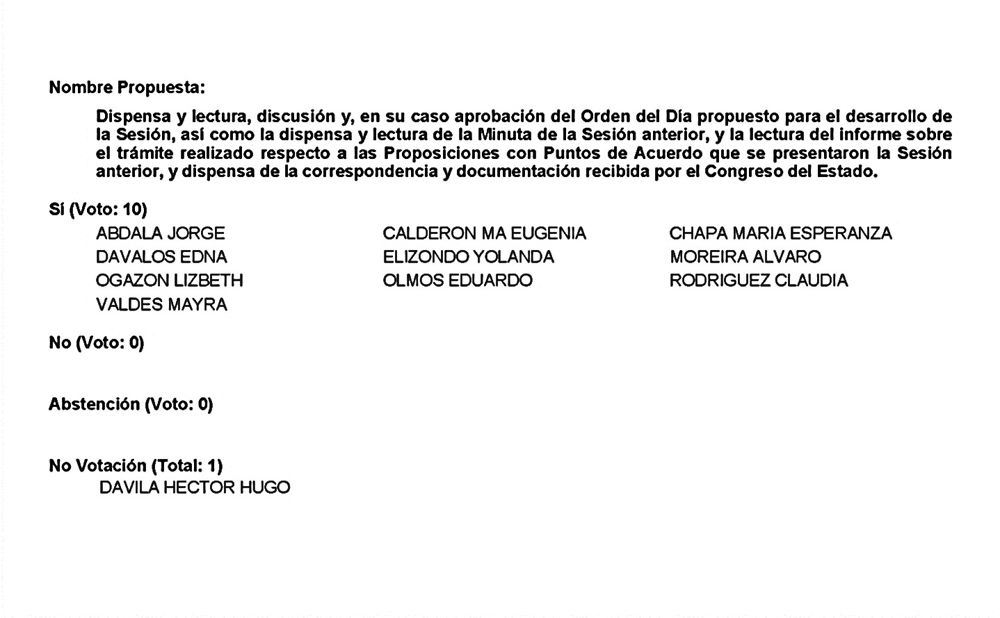 Nombre Propuesta:
Dispensa y lectura, discusión y, en su caso aprobación del Orden del Día propuesto para el desarrollo de
la Sesión, así como la dispensa y lectura de la Minuta de la Sesión anterior, y la lectura del informe sobre
el trámite realizado respecto a las Proposiciones con Puntos de Acuerdo que se presentaron la Sesión
anterior, y dispensa de la correspondencia y documentación recibida por el Congreso del Estado.
Sí (Voto: 10)
ABDALA JORGE CALDERON MA EUGENIA CHAPA MARIA ESPERANZA
DAVALOS EDNA ELIZONDO YOLANDA MOREIRA ALVARO
OGAZON LIZBETH OLMOS EDUARDO RODRIGUEZ CLAUDIA
VALDES MAYRA
No (Voto: 0)
Abstención (Voto: 0)
No Votación (Total: 1)
DAVILA HECTOR HUGO